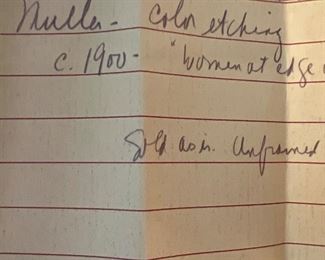 Muller - color etching
c. 1900 - "women at edge
Sold as is. Unframed